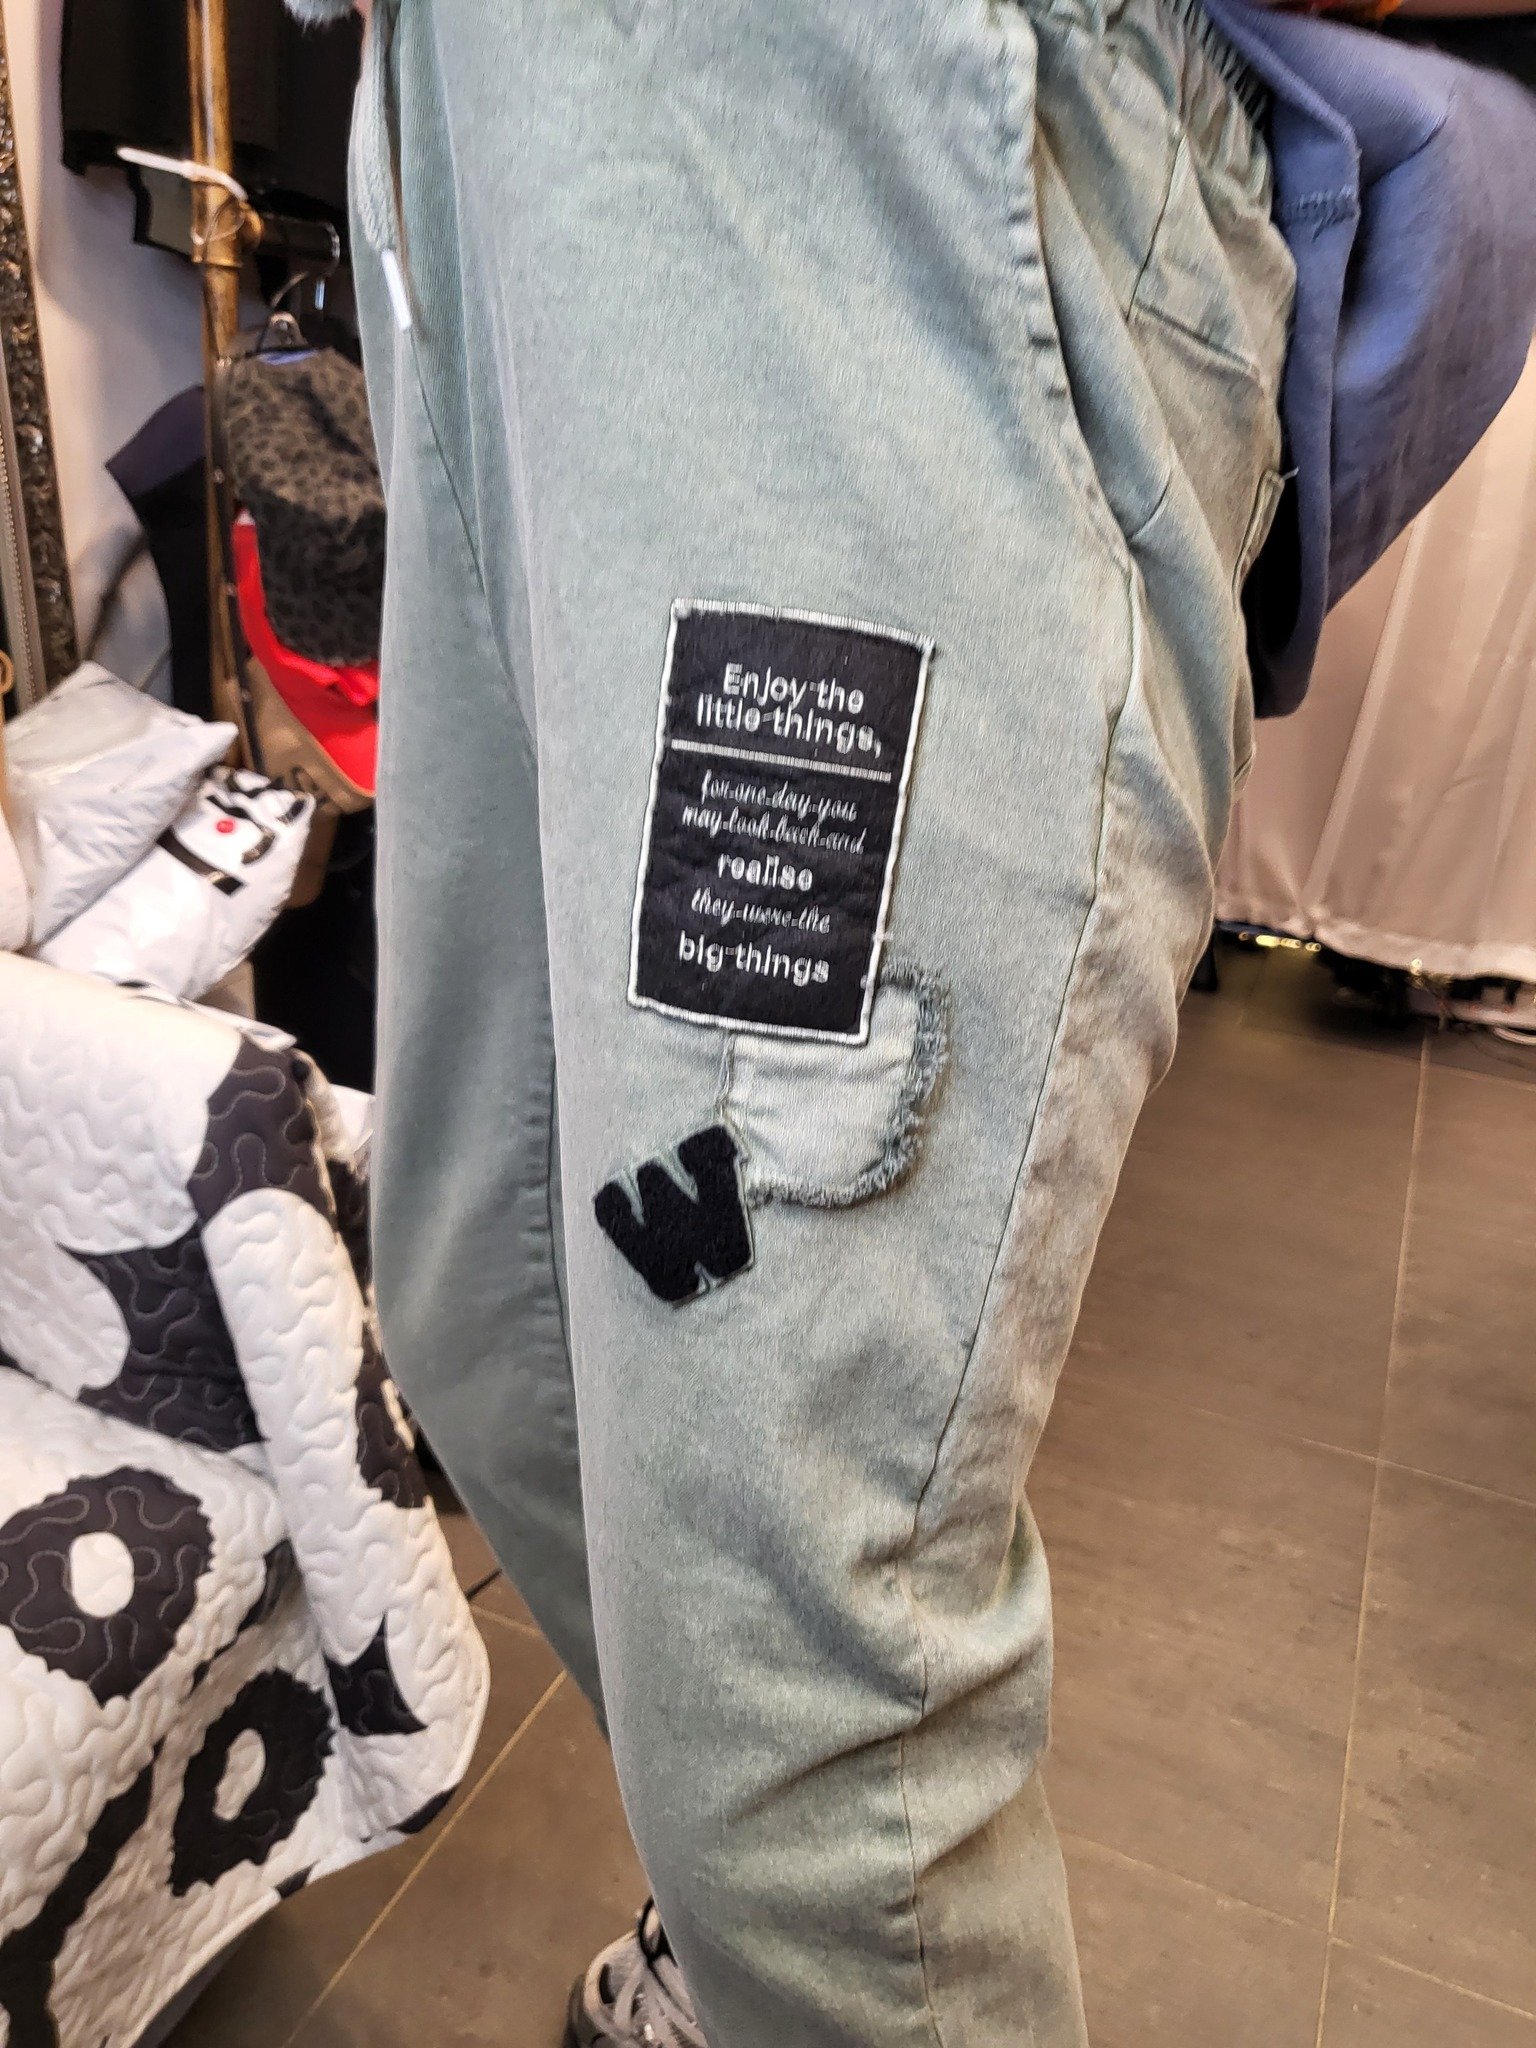 Enjoy the
little things,
for one day you
may look back and
realise
they were the
big things
W